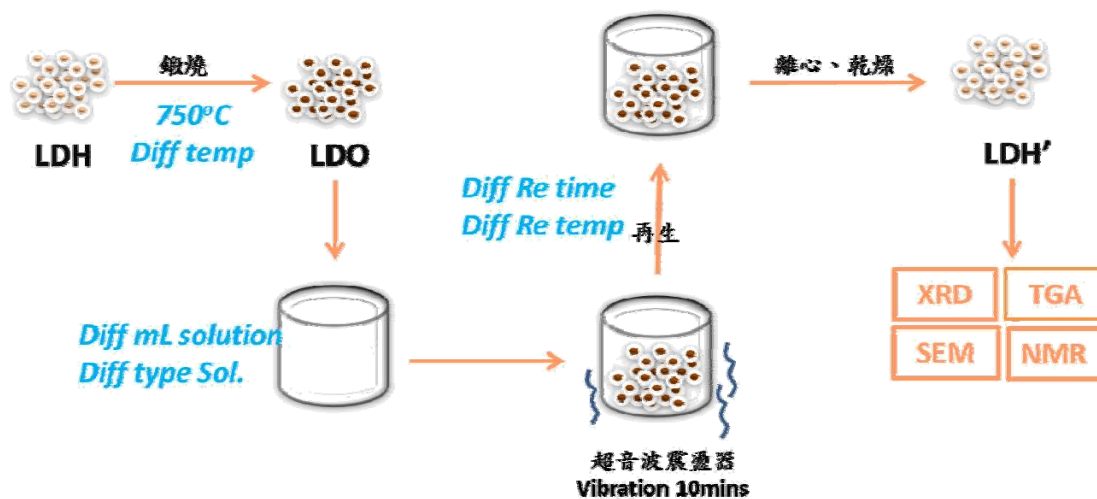 LDH
鍛燒
750°C
Diff temp
LDO
Diff mL solution
Diff type Sol.
超音波震盪器
Vibration 10mins
Diff Re time
Diff Re temp
再生
離心、乾燥
LDH’
XRD
TGA
SEM
NMR